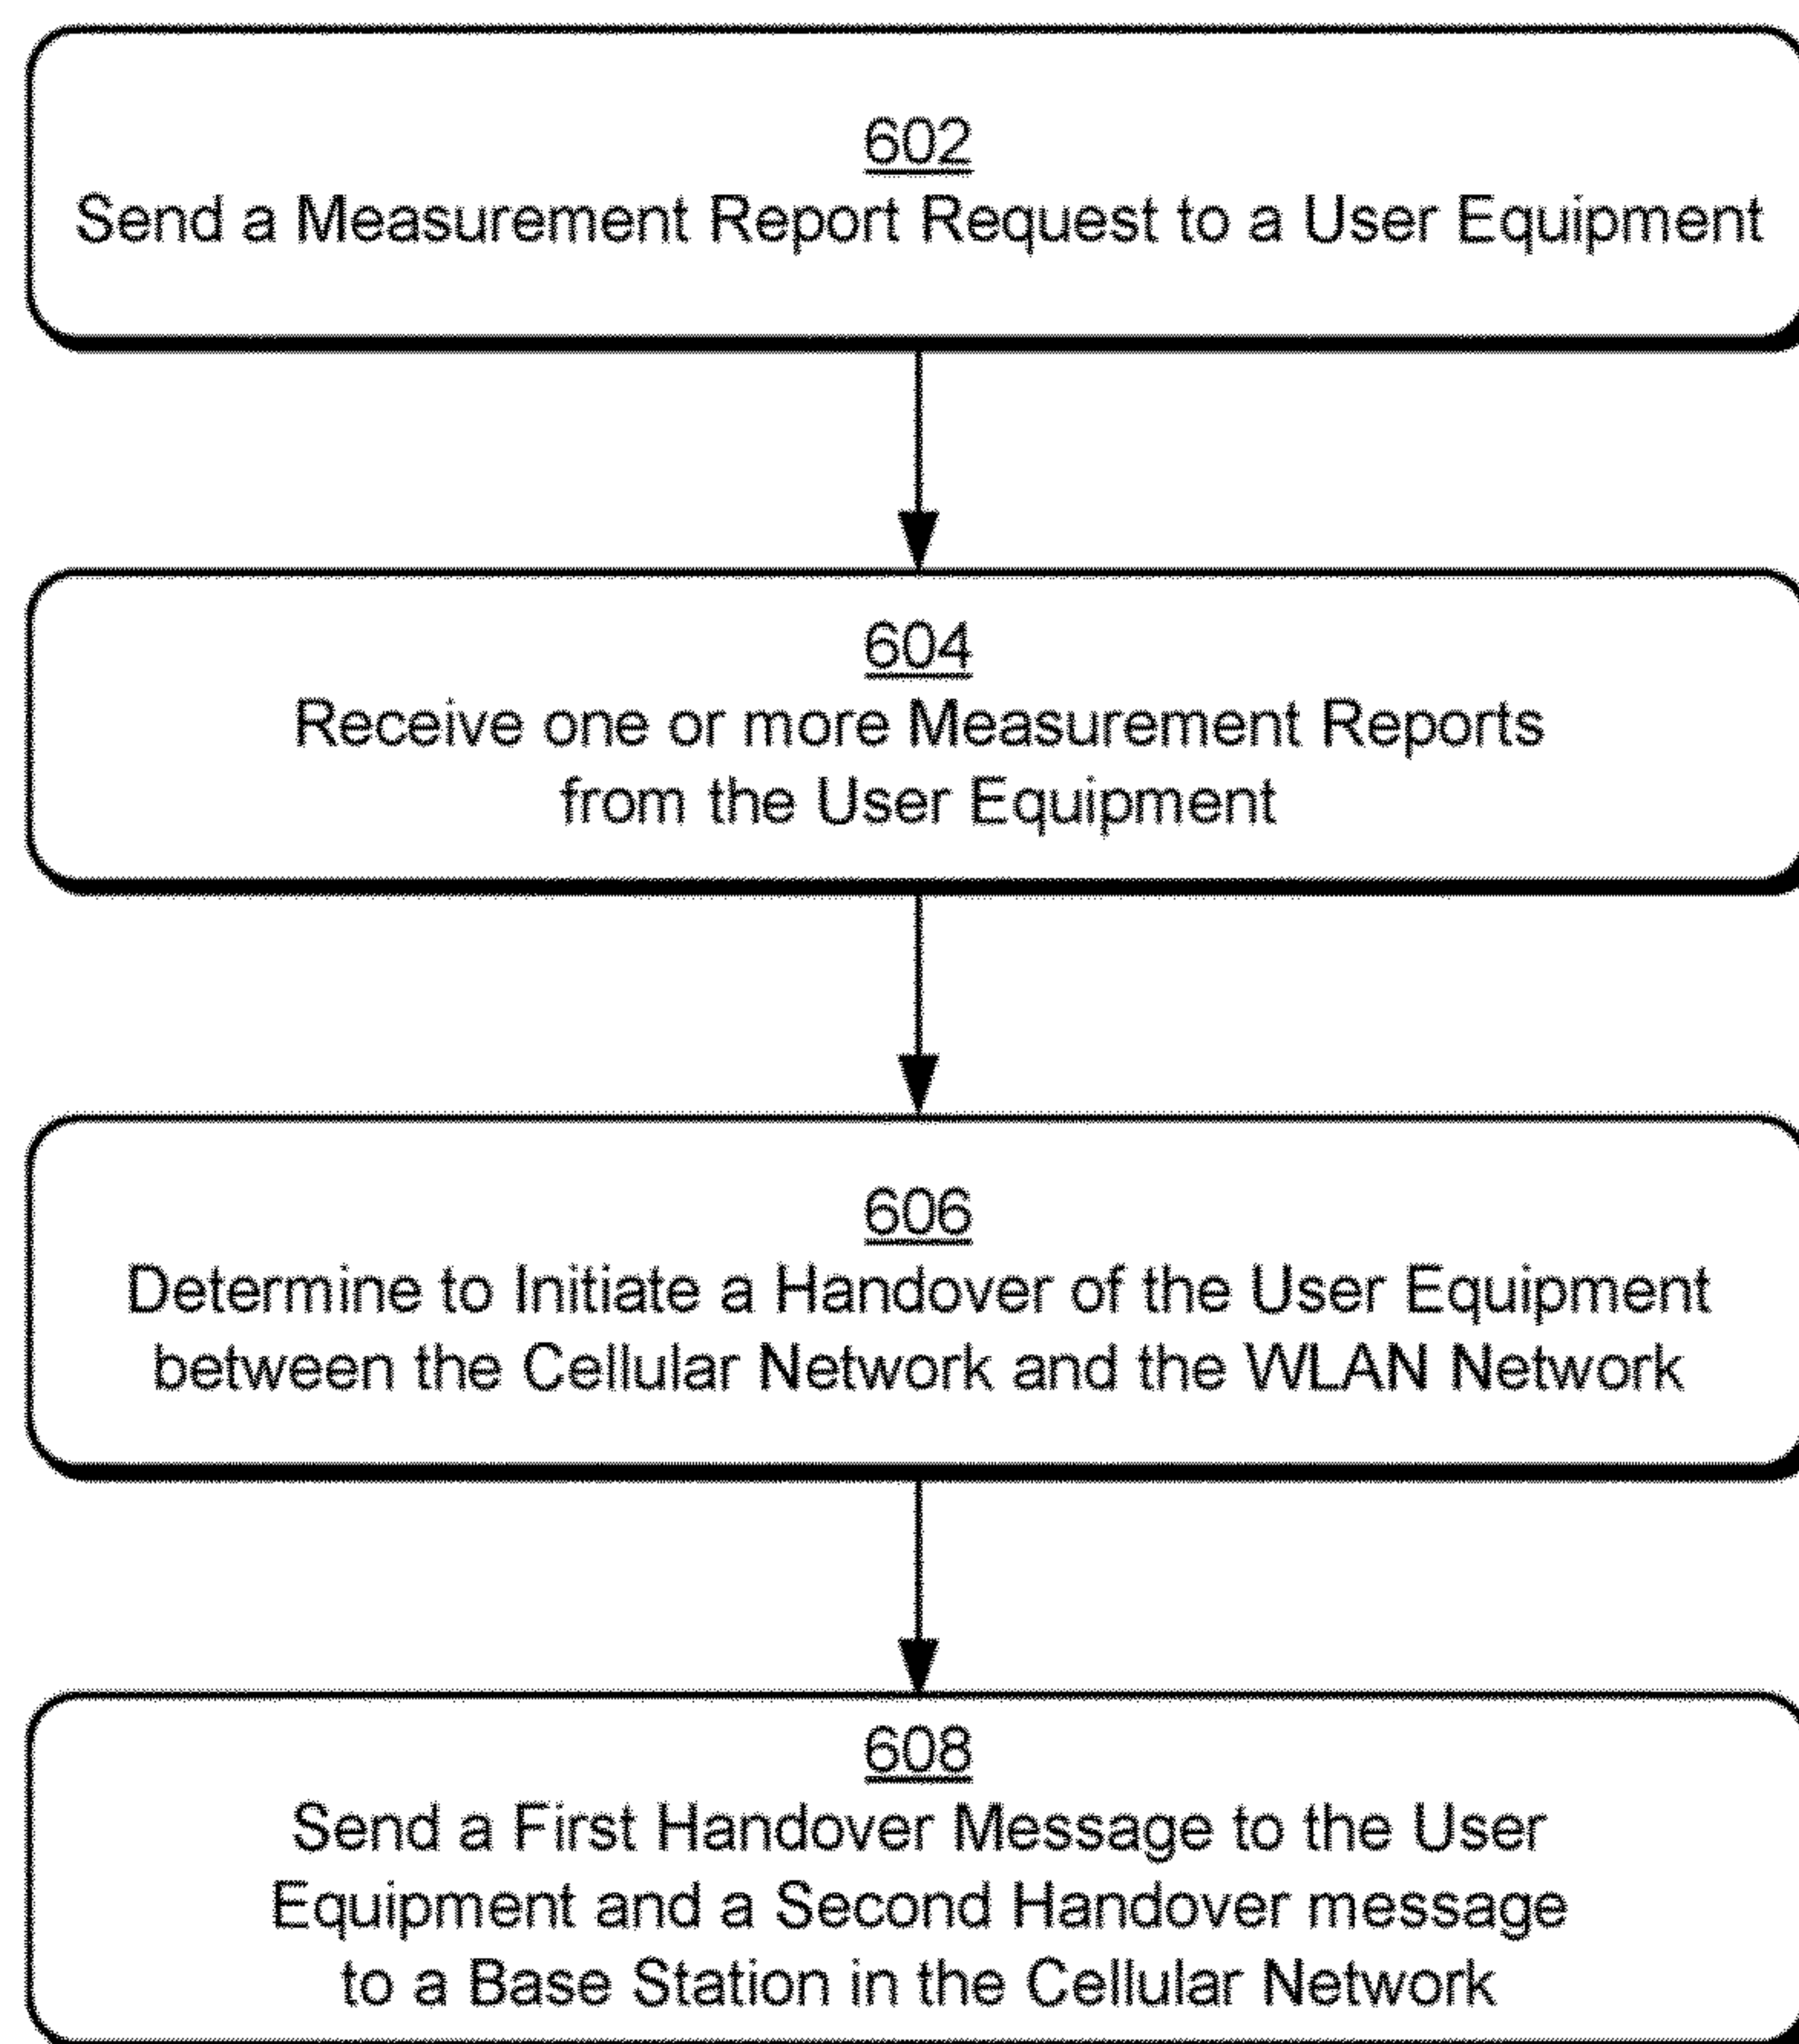 602
Send a Measurement Report Request to a User Equipment
604
Receive one or more Measurement Reports
from the User Equipment
606
Determine to Initiate a Handover of the User Equipment
between the Cellular Network and the WLAN Network
608
Send a First Handover Message to the User
Equipment and a Second Handover message
to a Base Station in the Cellular Network